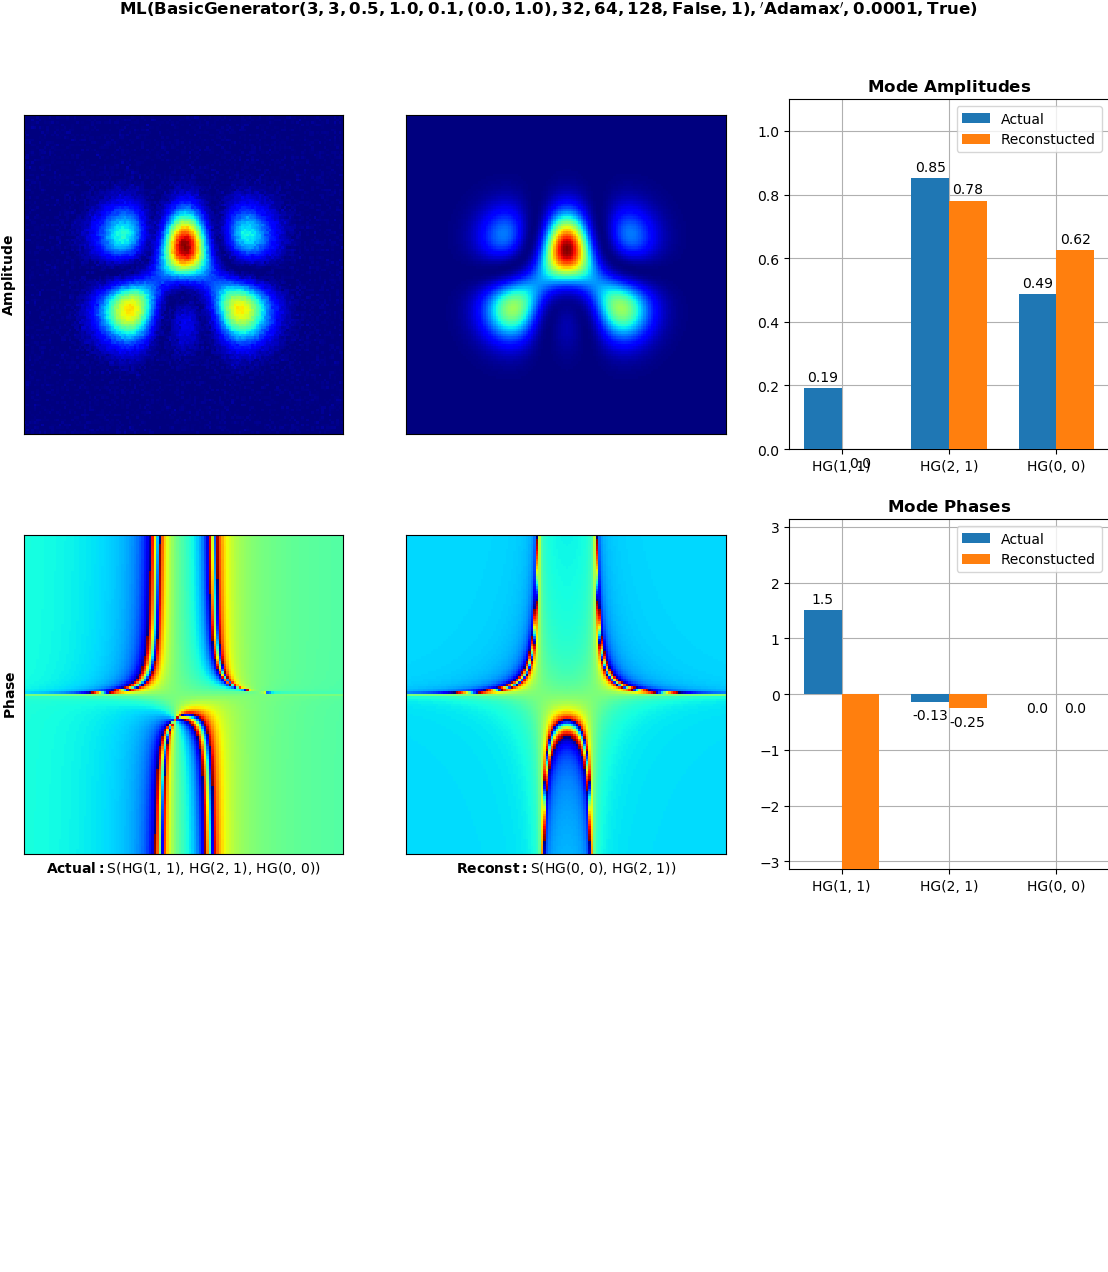 ML(BasicGenerator(3, 3, 0.5, 1.0, 0.1, (0.0, 1.0), 32, 64, 128, False, 1), 'Adamax', 0.0001, True)
Amplitude
Mode Amplitudes
Actual
Reconstucted
1.0
0.8
0.6
0.4
0.2
0.0
0.19
0.0
0.85
0.78
0.49
0.62
HG(1, 1)
HG(2, 1)
HG(0, 0)
Phase
Actual: S(HG(1, 1), HG(2, 1), HG(0, 0))
Reconst: S(HG(0, 0), HG(2, 1))
Mode Phases
Actual
Reconstucted
3
2
1
0
−1
−2
−3
1.5
-0.13
-0.25
0.0
0.0
HG(1, 1)
HG(2, 1)
HG(0, 0)